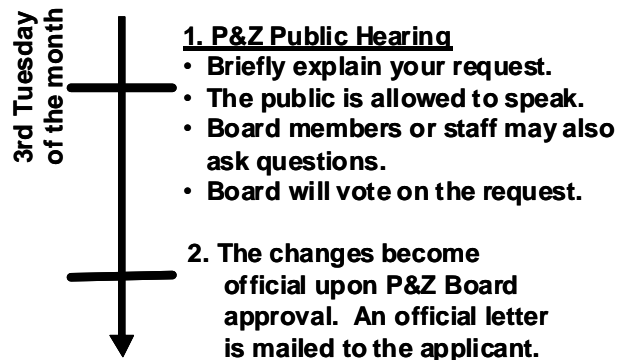 3rd Tuesday
of the month
1. P&Z Public Hearing
• Briefly explain your request.
• The public is allowed to speak.
• Board members or staff may also
ask questions.
• Board will vote on the request.
2. The changes become
official upon P&Z Board
approval. An official letter
is mailed to the applicant.